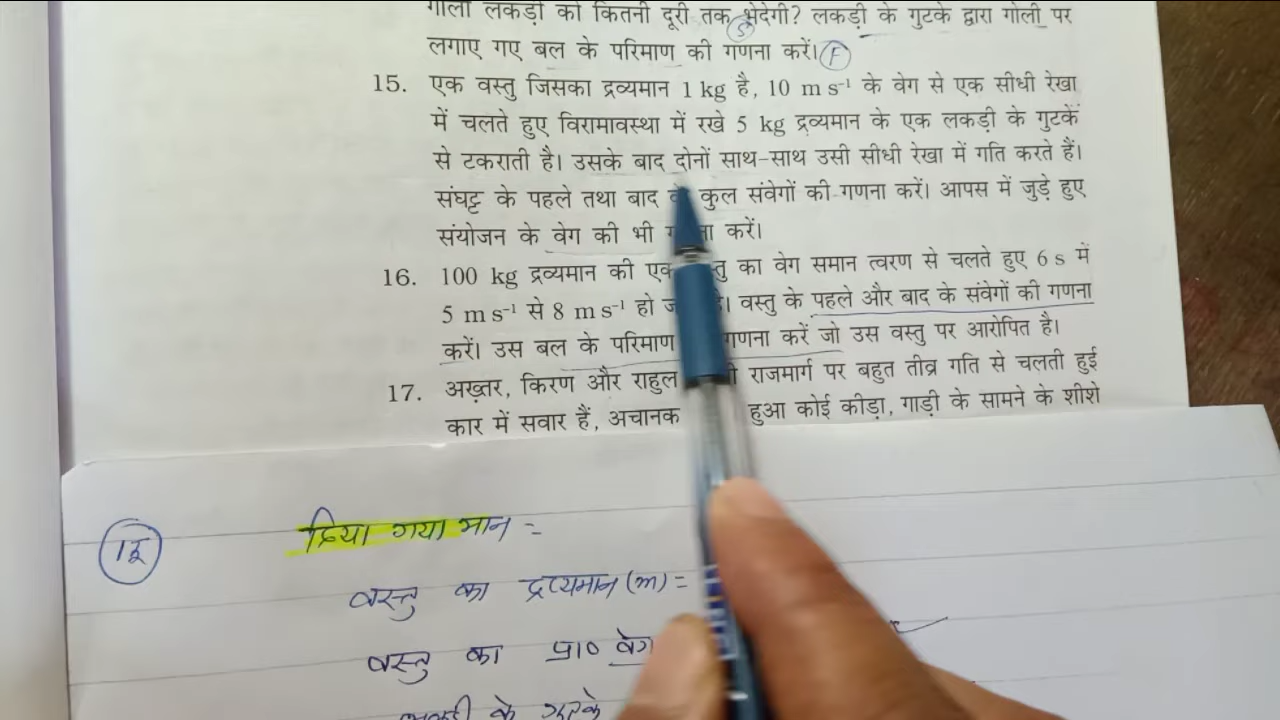 गोली लकड़ी को कितनी दूरी तक भेदेगी? लकड़ी के गुटके द्वारा गोली पर
लगाए गए बल के परिमाण की गणना करें। F
15. एक वस्तु जिसका द्रव्यमान 1 kg है, 10 m s⁻¹ के वेग से एक सीधी रेखा
में चलते हुए विरामावस्था में रखे 5 kg द्रव्यमान के एक लकड़ी के गुटकें
से टकराती है। उसके बाद दोनों साथ-साथ उसी सीधी रेखा में गति करते हैं।
संघट्ट के पहले तथा बाद कुल संवेगों की गणना करें। आपस में जुड़े हुए
संयोजन के वेग की भी करें।
16. 100 kg द्रव्यमान की एक का वेग समान त्वरण से चलते हुए 6 s में
5 m s⁻¹ से 8 m s⁻¹ हो वस्तु के पहले और बाद के संवेगों की गणना
करें। उस बल के परिमाण गणना करें जो उस वस्तु पर आरोपित है।
17. अख़्तर, किरण और राहुल राजमार्ग पर बहुत तीव्र गति से चलती हुई
कार में सवार हैं, अचानक हुआ कोई कीड़ा, गाड़ी के सामने के शीशे
दिया गया मान =
वस्तु का द्रव्यमान (m) =
वस्तु का प्रा० वेग
लकड़ी के गुटके